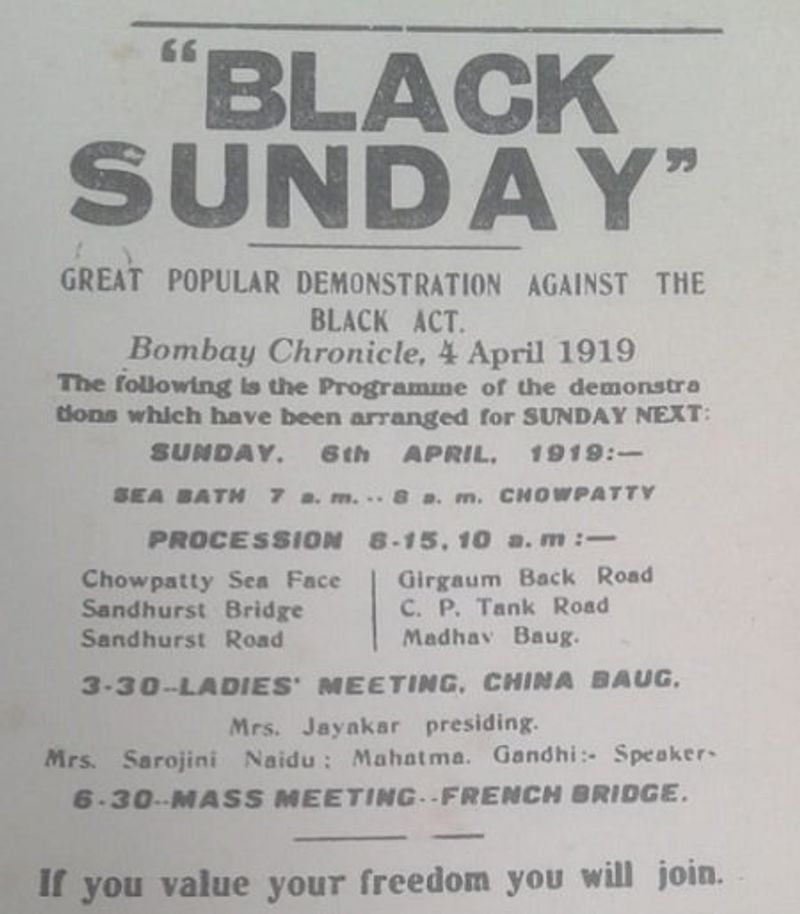 "BLACK
SUNDAY"
GREAT POPULAR DEMONSTRATION AGAINST THE
BLACK ACT.
Bombay Chronicle, 4 April 1919
The following is the Programme of the demonstra
tions which have been arranged for SUNDAY NEXT:
SUNDAY. 6th APRIL, 1919:—
SEA BATH 7 a. m. -- 8 a. m. CHOWPATTY
PROCESSION 8-15, 10 a. m :—
Chowpatty Sea Face
Sandhurst Bridge
Sandhurst Road
Girgaum Back Road
C. P. Tank Road
Madhav Baug.
3-30--LADIES' MEETING, CHINA BAUG.
Mrs. Jayakar presiding.
Mrs. Sarojini Naidu : Mahatma. Gandhi:- Speaker-
6-30--MASS MEETING--FRENCH BRIDGE.
If you value your freedom you will join.